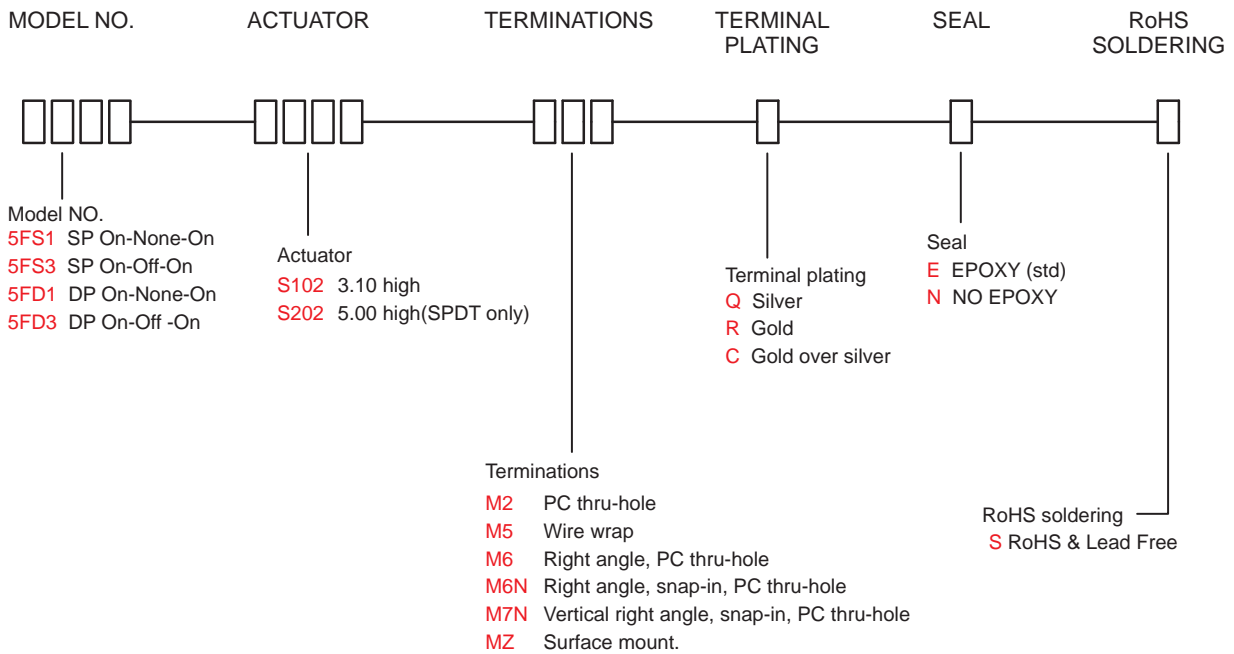 MODEL NO.
ACTUATOR
TERMINATIONS
TERMINAL
PLATING
SEAL
RoHS
SOLDERING
Model NO.
5FS1 SP On-None-On
5FS3 SP On-Off-On
5FD1 DP On-None-On
5FD3 DP On-Off -On
Actuator
S102 3.10 high
S202 5.00 high(SPDT only)
Terminations
M2 PC thru-hole
M5 Wire wrap
M6 Right angle, PC thru-hole
M6N Right angle, snap-in, PC thru-hole
M7N Vertical right angle, snap-in, PC thru-hole
MZ Surface mount.
Terminal plating
Q Silver
R Gold
C Gold over silver
Seal
E EPOXY (std)
N NO EPOXY
RoHS soldering
S RoHS & Lead Free